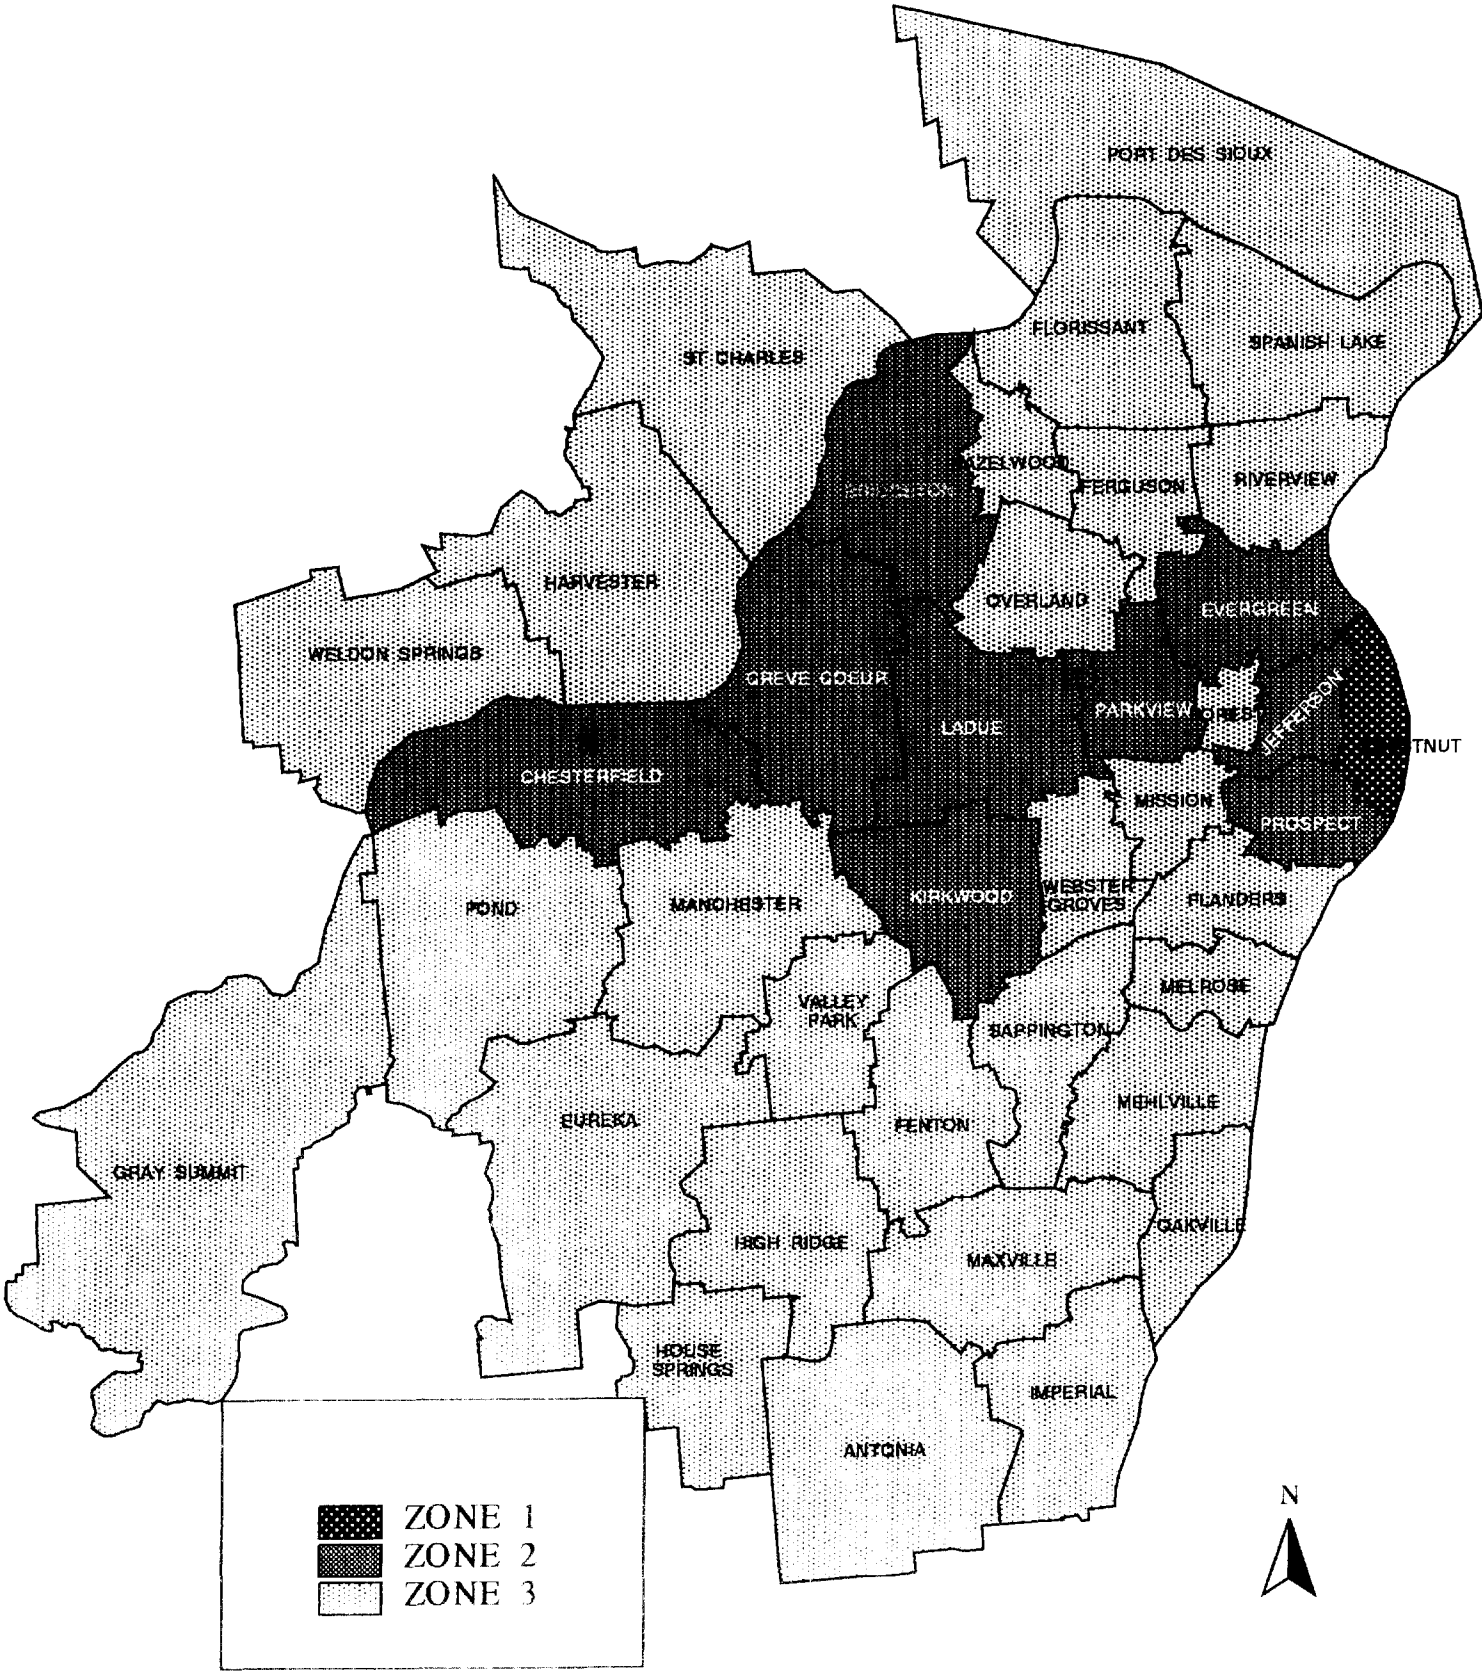 PORT DES SIOUX
FLORISSANT
SPANISH LAKE
ST CHARLES
AZELWOOD
FERGUSON
RIVERVIEW
HARVESTER
OVERLAND
EVERGREEN
WELDON SPRINGS
CREVE COEUR
PARKVIEW
LADUE
JEFFERSON
TNUT
CHESTERFIELD
MISSION
PROSPECT
KIRKWOOD
WEBSTER
GROVES
FLANDERS
POND
MANCHESTER
MELROSE
VALLEY
PARK
SAPPINGTON
MEHLVILLE
EUREKA
FENTON
GRAY SUMMIT
OAKVILLE
HIGH RIDGE
MAXVILLE
HOUSE
SPRINGS
IMPERIAL
ANTONIA
N
ZONE 1
ZONE 2
ZONE 3